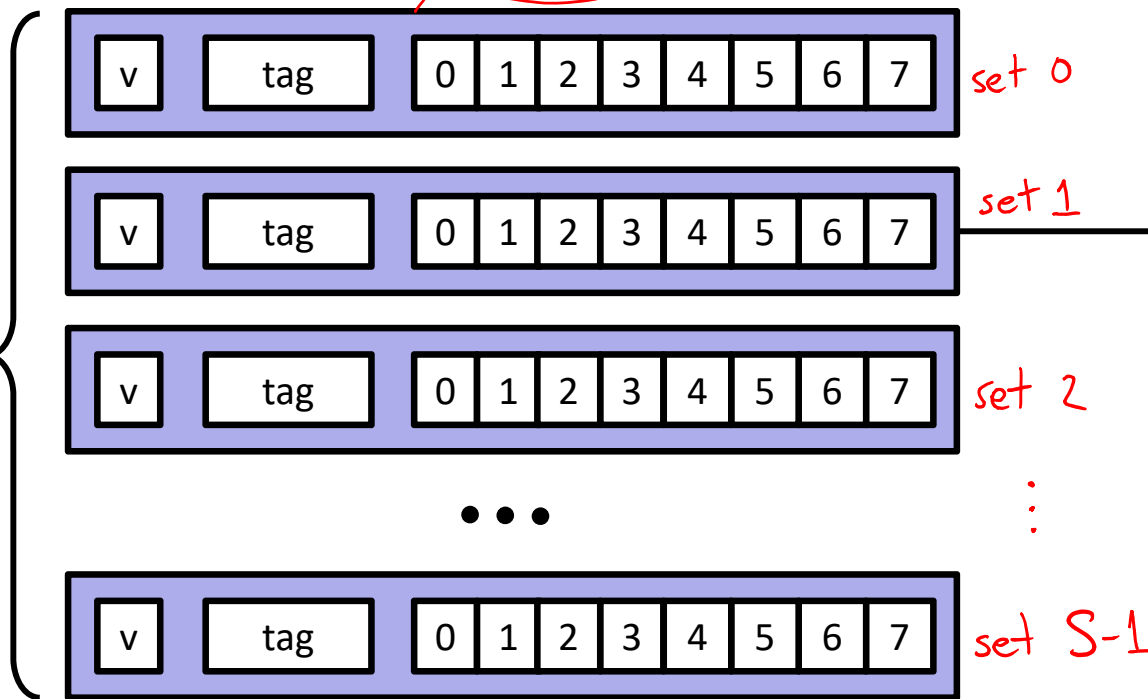 v tag 0 1 2 3 4 5 6 7 set 0
v tag 0 1 2 3 4 5 6 7 set 1
v tag 0 1 2 3 4 5 6 7 set 2
•••
⋮
v tag 0 1 2 3 4 5 6 7 set S-1